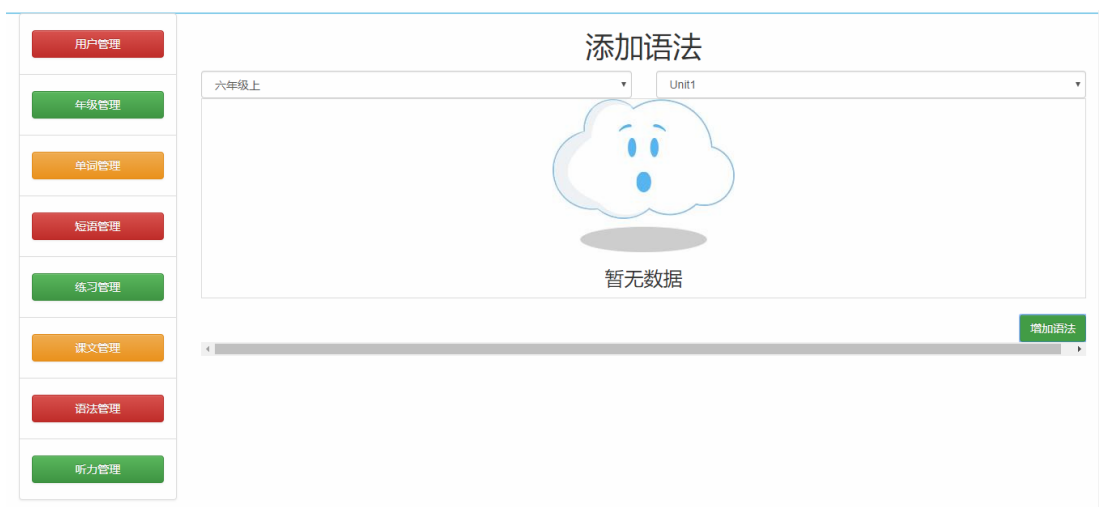 用户管理
年级管理
单词管理
短语管理
练习管理
课文管理
语法管理
听力管理
添加语法
六年级上
Unit1
暂无数据
增加语法